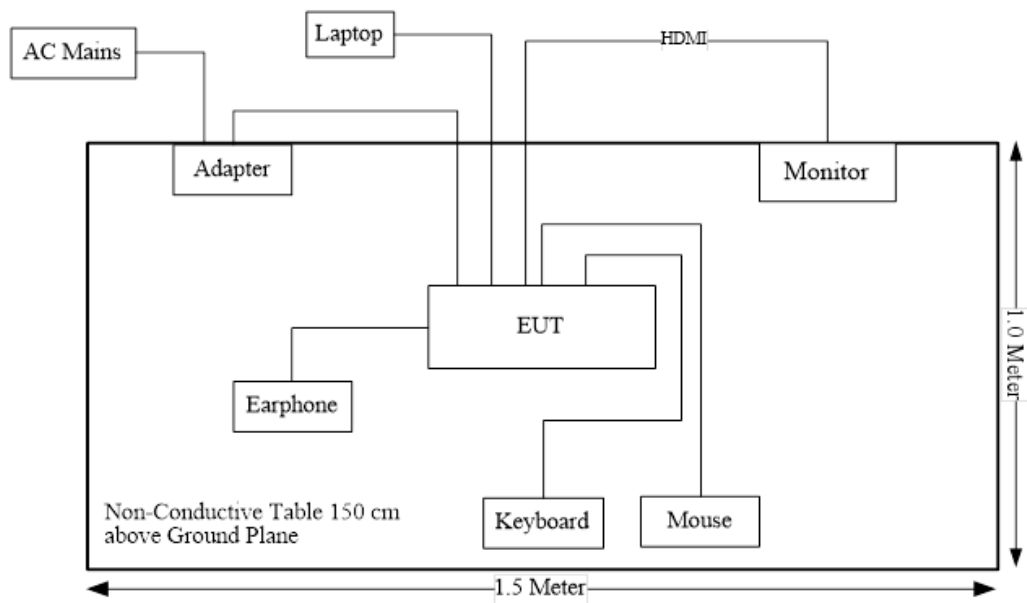 Laptop
HDMI
AC Mains
Adapter
Monitor
EUT
1.0 Meter
Earphone
Non-Conductive Table 150 cm
above Ground Plane
Keyboard
Mouse
1.5 Meter